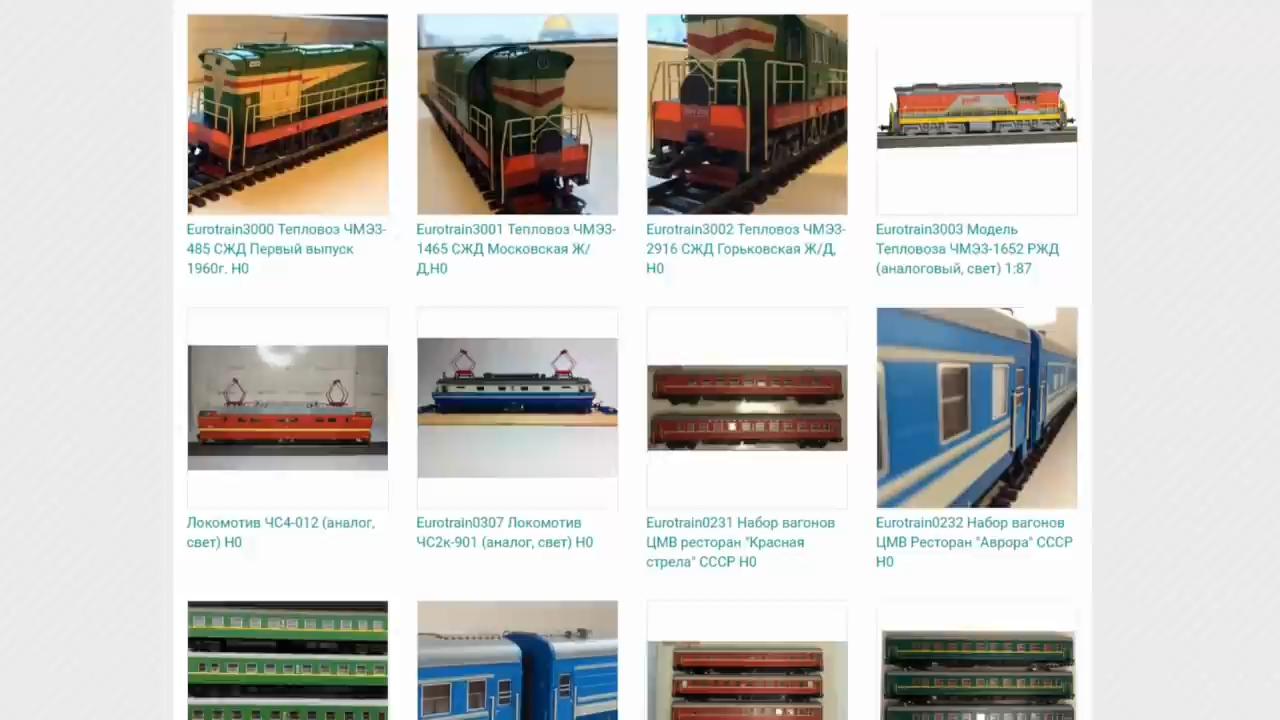 Eurotrain3000 Тепловоз ЧМЭ3-
485 СЖД Первый выпуск
1960г. H0
Eurotrain3001 Тепловоз ЧМЭ3-
1465 СЖД Московская Ж/
Д,H0
Eurotrain3002 Тепловоз ЧМЭ3-
2916 СЖД Горьковская Ж/Д,
H0
Eurotrain3003 Модель
Тепловоза ЧМЭ3-1652 РЖД
(аналоговый, свет) 1:87
Локомотив ЧС4-012 (аналог,
свет) H0
Eurotrain0307 Локомотив
ЧС2к-901 (аналог, свет) H0
Eurotrain0231 Набор вагонов
ЦМВ ресторан "Красная
стрела" СССР H0
Eurotrain0232 Набор вагонов
ЦМВ Ресторан "Аврора" СССР
H0